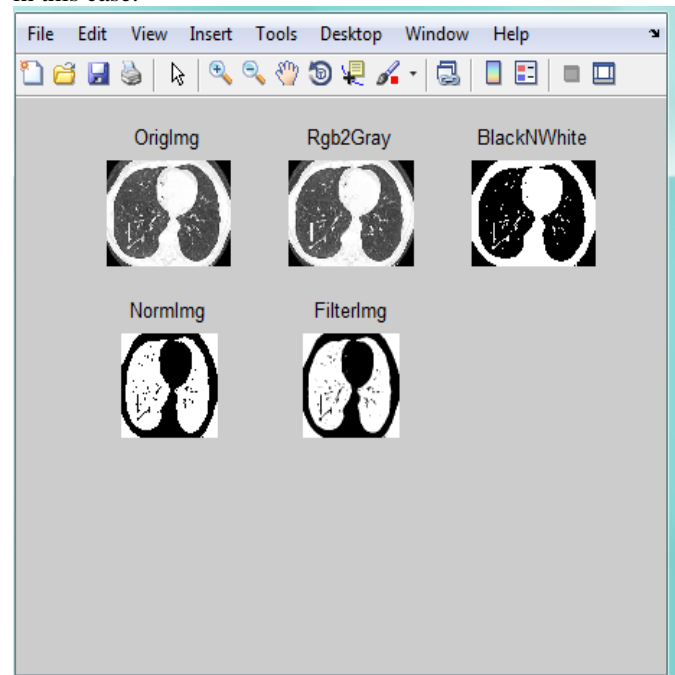 File Edit View Insert Tools Desktop Window Help
OrigImg Rgb2Gray BlackNWhite
NormImg FilterImg